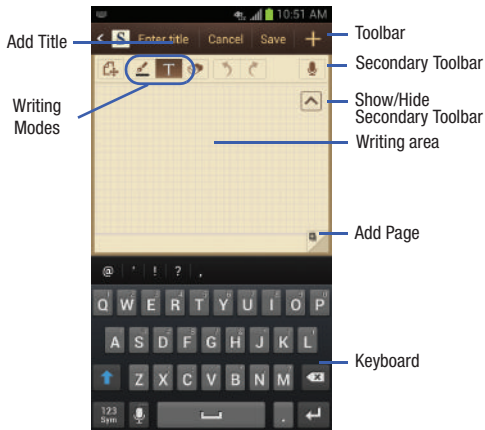 10:51 AM
Add Title
S Enter title Cancel Save +
Toolbar
T
Secondary Toolbar
Writing
Modes
Show/Hide
Secondary Toolbar
Writing area
Add Page
@ ' ! ? ,
Q W E R T Y U I O P
A S D F G H J K L
Z X C V B N M
Keyboard
123
Sym
.